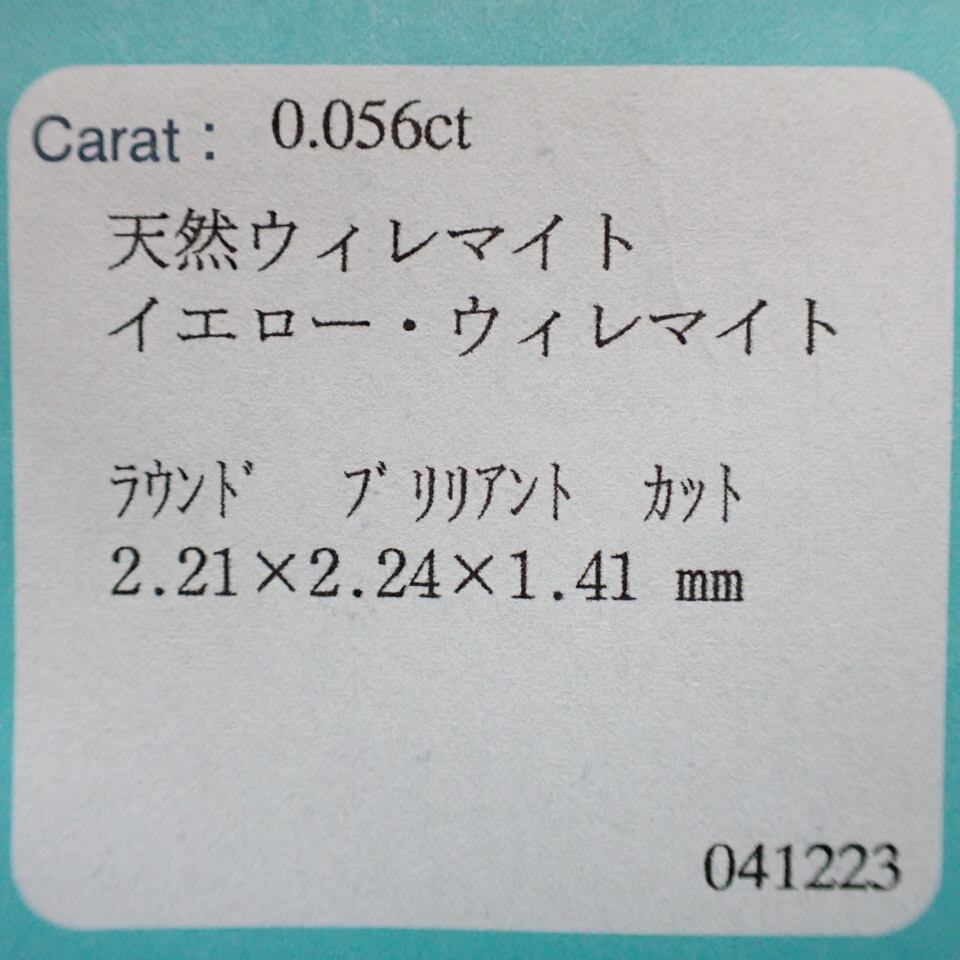 Carat : 0.056ct
天然ウィレマイト
イエロー・ウィレマイト
ﾗｳﾝﾄﾞ ﾌﾞﾘﾘｱﾝﾄ ｶｯﾄ
2.21×2.24×1.41 mm
041223